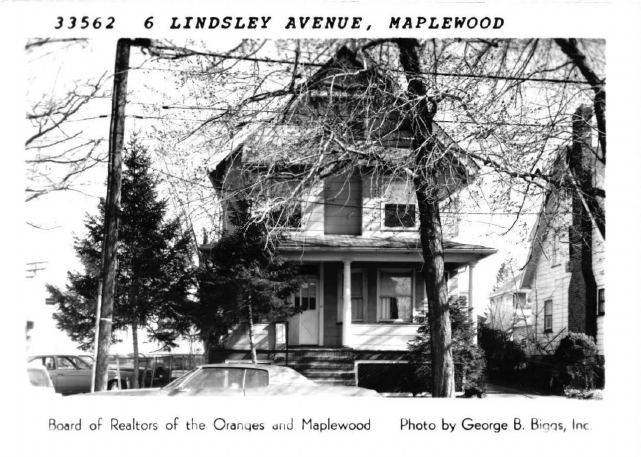 33562 6 LINDSLEY AVENUE, MAPLEWOOD
Board of Realtors of the Oranges and Maplewood Photo by George B. Biggs, Inc.